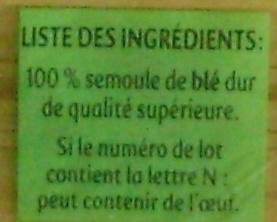 LISTE DES INGRÉDIENTS:
100 % semoule de blé dur
de qualité supérieure.
Si le numéro de lot
contient la lettre N :
peut contenir de l'œuf.